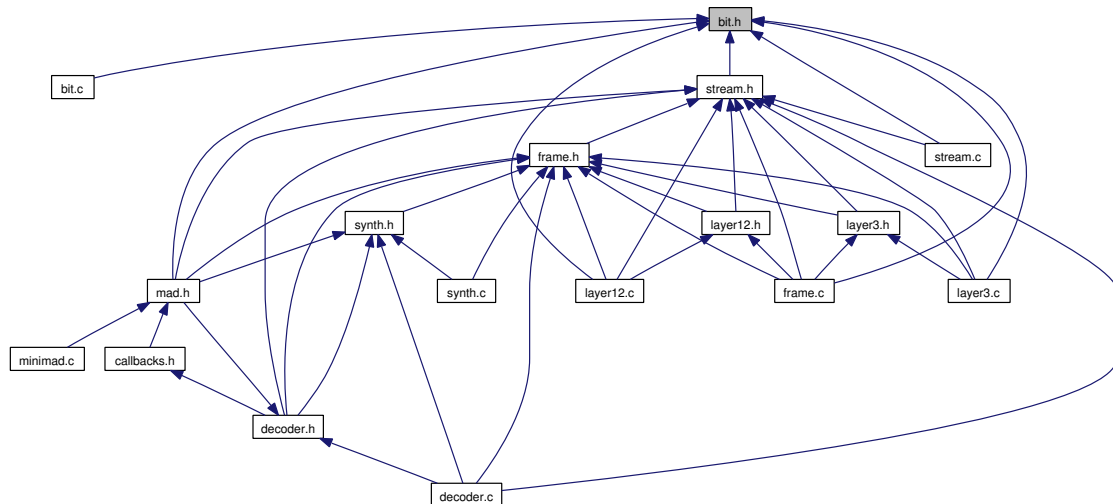 bit.h
bit.c
stream.h
frame.h
stream.c
synth.h
layer12.h
layer3.h
mad.h
synth.c
layer12.c
frame.c
layer3.c
minimad.c
callbacks.h
decoder.h
decoder.c